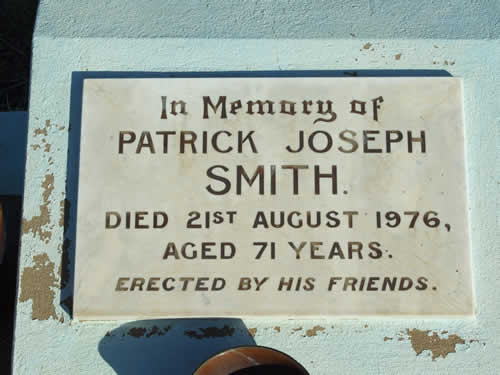 In Memory of
PATRICK JOSEPH
SMITH.
DIED 21ST AUGUST 1976,
AGED 71 YEARS.
ERECTED BY HIS FRIENDS.